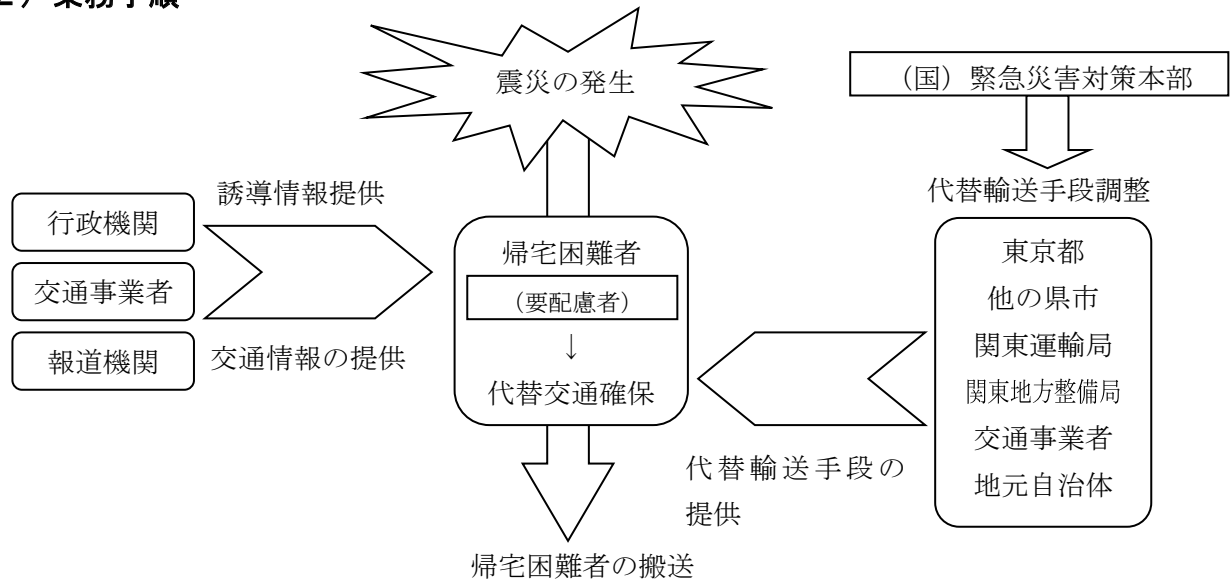 業務手順
震災の発生
(国)緊急災害対策本部
代替輸送手段調整
誘導情報提供
行政機関
交通事業者
報道機関
交通情報の提供
帰宅困難者
(要配慮者)
↓
代替交通確保
東京都
他の県市
関東運輸局
関東地方整備局
交通事業者
地元自治体
代替輸送手段の
提供
帰宅困難者の搬送